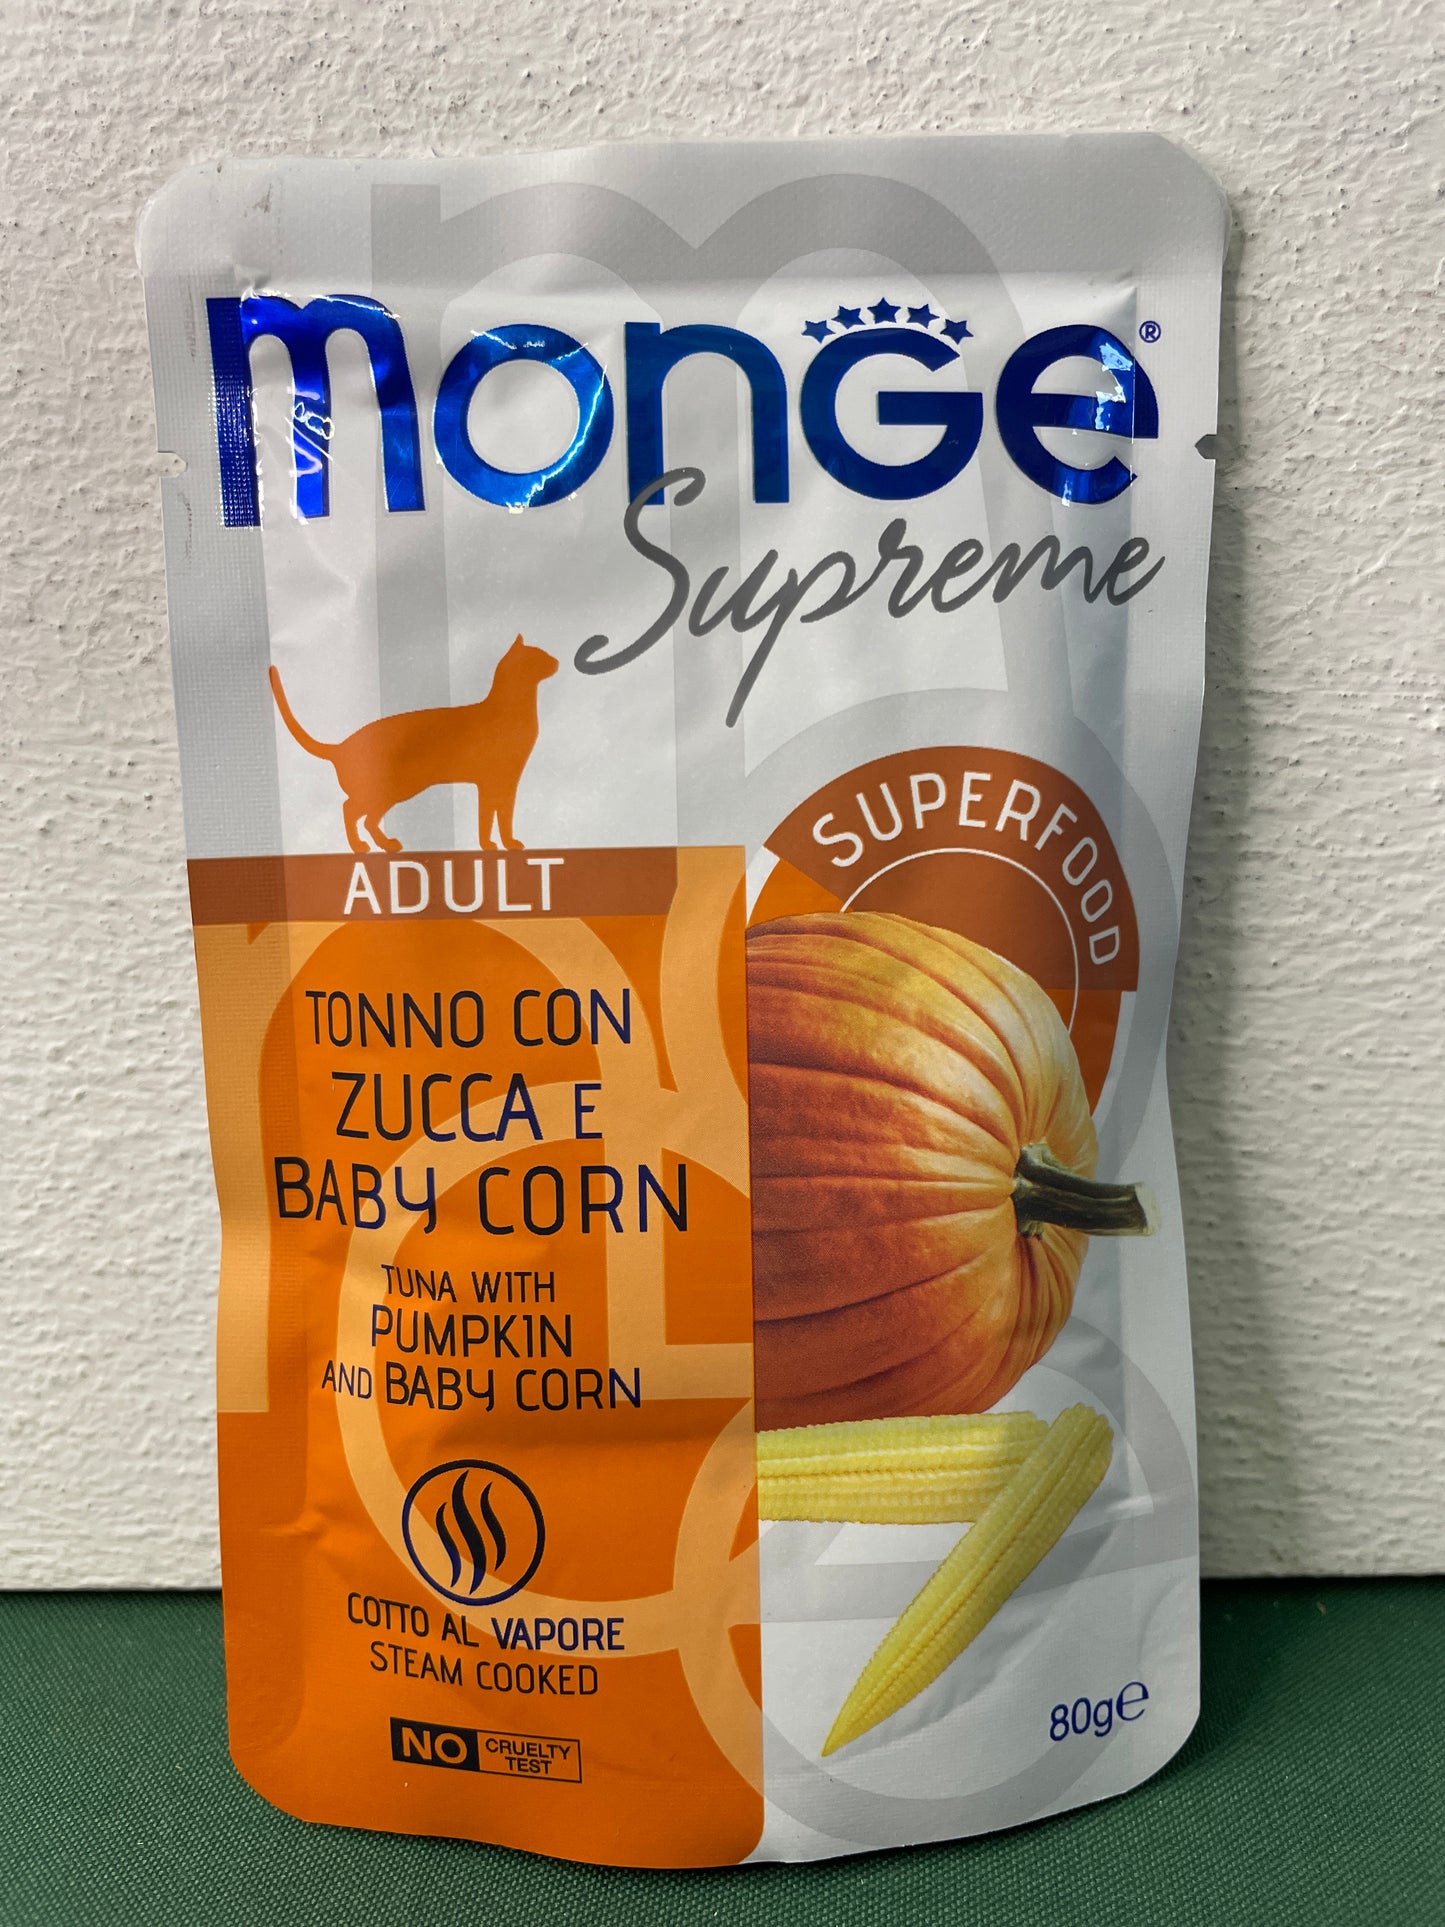 monGe®
Supreme
SUPERFOOD
ADULT
TONNO CON
ZUCCA E
BABY CORN
TUNA WITH
PUMPKIN
AND BABY CORN
COTTO AL VAPORE
STEAM COOKED
NO CRUELTY
TEST
80g℮